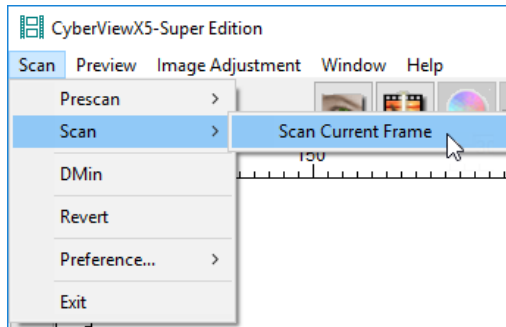 CyberViewX5-Super Edition
Scan Preview Image Adjustment Window Help
Prescan >
Scan > Scan Current Frame
150
DMin
Revert
Preference... >
Exit